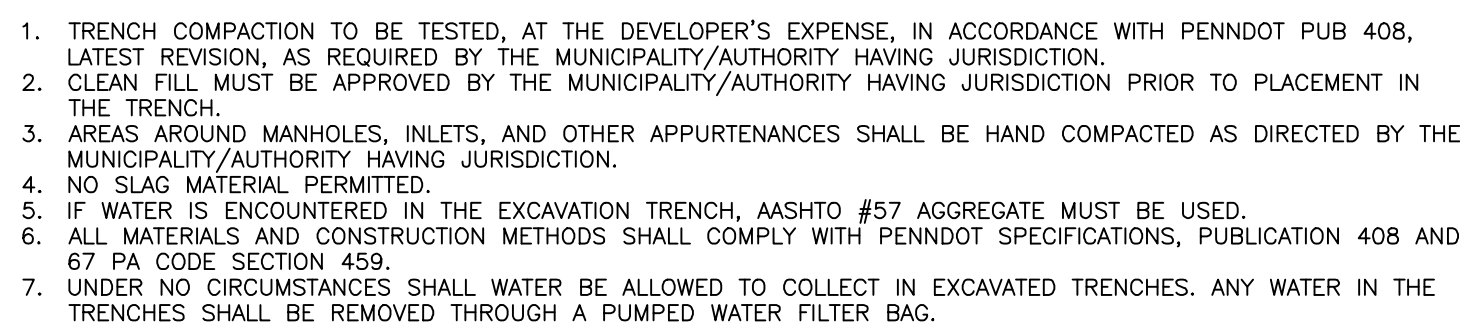 1. TRENCH COMPACTION TO BE TESTED, AT THE DEVELOPER'S EXPENSE, IN ACCORDANCE WITH PENNDOT PUB 408,
LATEST REVISION, AS REQUIRED BY THE MUNICIPALITY/AUTHORITY HAVING JURISDICTION.
2. CLEAN FILL MUST BE APPROVED BY THE MUNICIPALITY/AUTHORITY HAVING JURISDICTION PRIOR TO PLACEMENT IN
THE TRENCH.
3. AREAS AROUND MANHOLES, INLETS, AND OTHER APPURTENANCES SHALL BE HAND COMPACTED AS DIRECTED BY THE
MUNICIPALITY/AUTHORITY HAVING JURISDICTION.
4. NO SLAG MATERIAL PERMITTED.
5. IF WATER IS ENCOUNTERED IN THE EXCAVATION TRENCH, AASHTO #57 AGGREGATE MUST BE USED.
6. ALL MATERIALS AND CONSTRUCTION METHODS SHALL COMPLY WITH PENNDOT SPECIFICATIONS, PUBLICATION 408 AND
67 PA CODE SECTION 459.
7. UNDER NO CIRCUMSTANCES SHALL WATER BE ALLOWED TO COLLECT IN EXCAVATED TRENCHES. ANY WATER IN THE
TRENCHES SHALL BE REMOVED THROUGH A PUMPED WATER FILTER BAG.